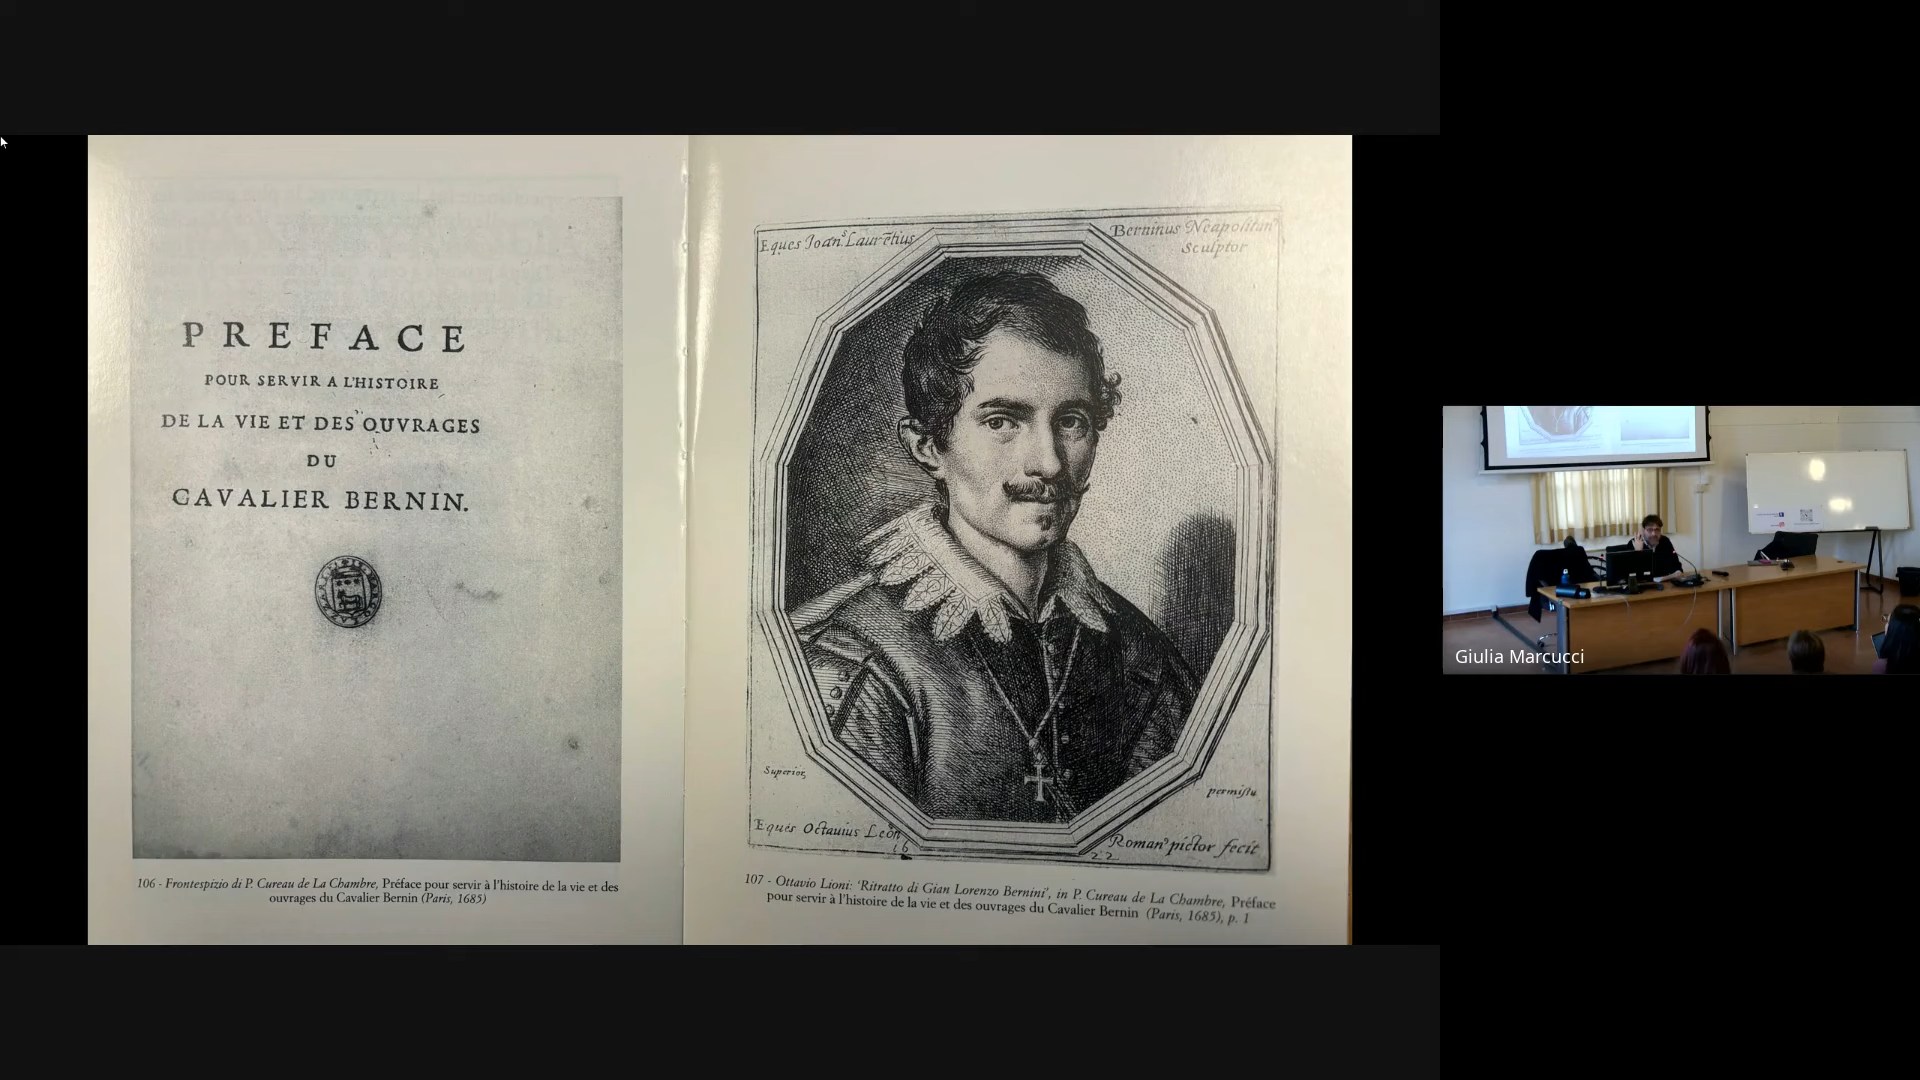 PREFACE
POUR SERVIR A L'HISTOIRE
DE LA VIE ET DES OUVRAGES
DU
CAVALIER BERNIN.
106 - Frontespizio di P. Cureau de La Chambre, Préface pour servir à l'histoire de la vie et des
ouvrages du Cavalier Bernin (Paris, 1685)
Eques Joan.s Laurētius
Berninus Neapolitan'
Sculptor
Superior,
permissu
Eques Octauius Leon
Roman' pictor fecit
16
22
107 - Ottavio Lioni: 'Ritratto di Gian Lorenzo Bernini', in P. Cureau de La Chambre, Préface
pour servir à l'histoire de la vie et des ouvrages du Cavalier Bernin (Paris, 1685), p. 1
Giulia Marcucci